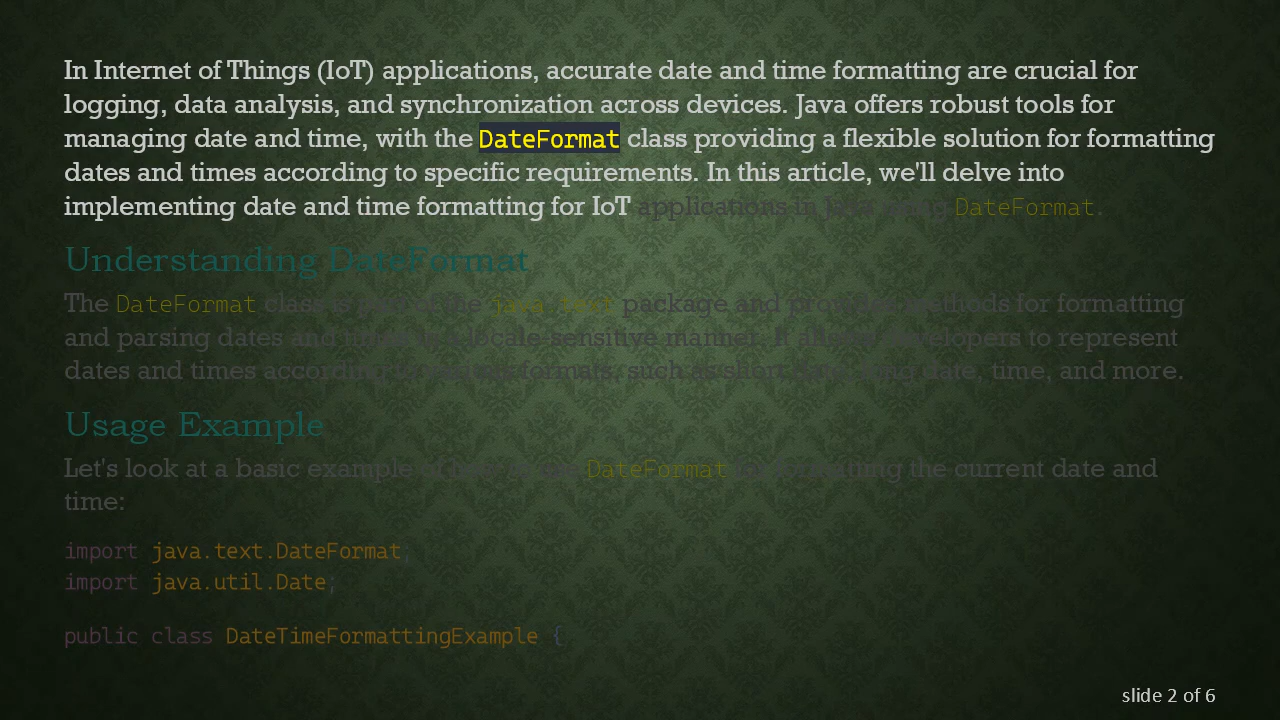 In Internet of Things (IoT) applications, accurate date and time formatting are crucial for
logging, data analysis, and synchronization across devices. Java offers robust tools for
managing date and time, with the DateFormat class providing a flexible solution for formatting
dates and times according to specific requirements. In this article, we'll delve into
implementing date and time formatting for IoT applications in Java using DateFormat.
Understanding DateFormat
The DateFormat class is part of the java.text package and provides methods for formatting
and parsing dates and times in a locale-sensitive manner. It allows developers to represent
dates and times according to various formats, such as short date, long date, time, and more.
Usage Example
Let's look at a basic example of how to use DateFormat for formatting the current date and
time:
import java.text.DateFormat;
import java.util.Date;
public class DateTimeFormattingExample {
slide 2 of 6